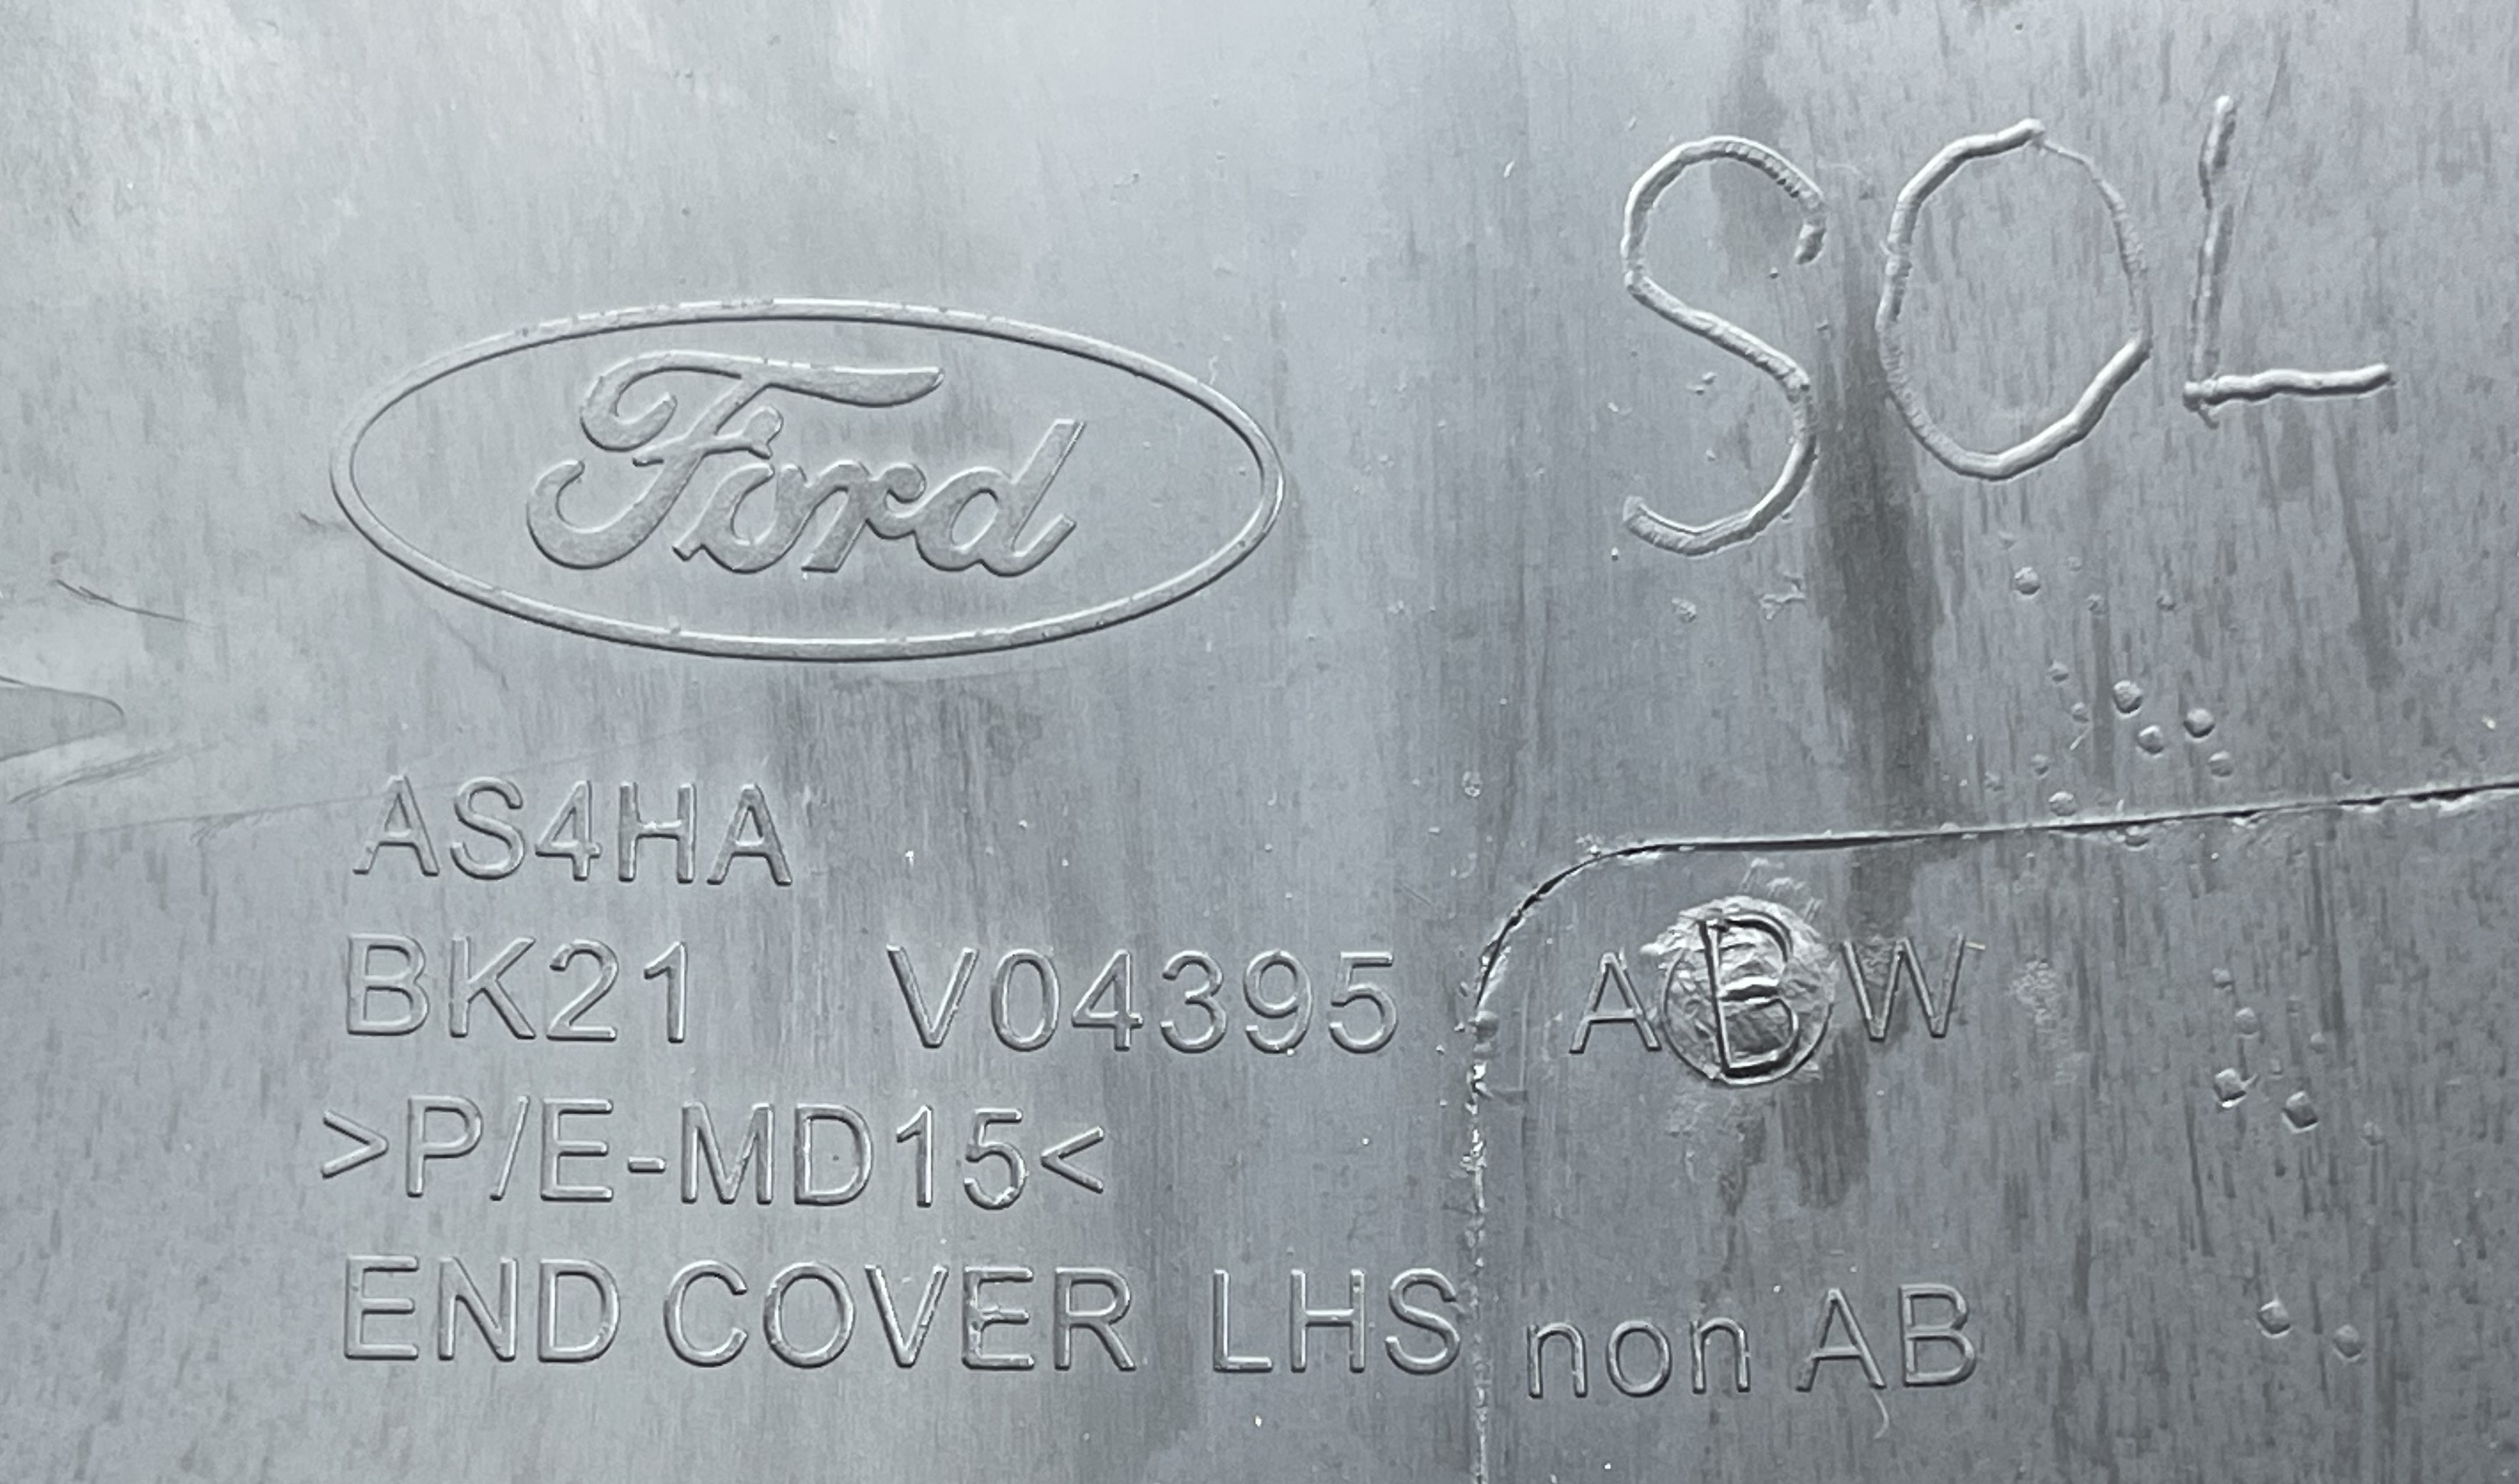 SOL
Ford
AS4HA
BK21 V04395 ABW
>P/E-MD15<
END COVER LHS non AB